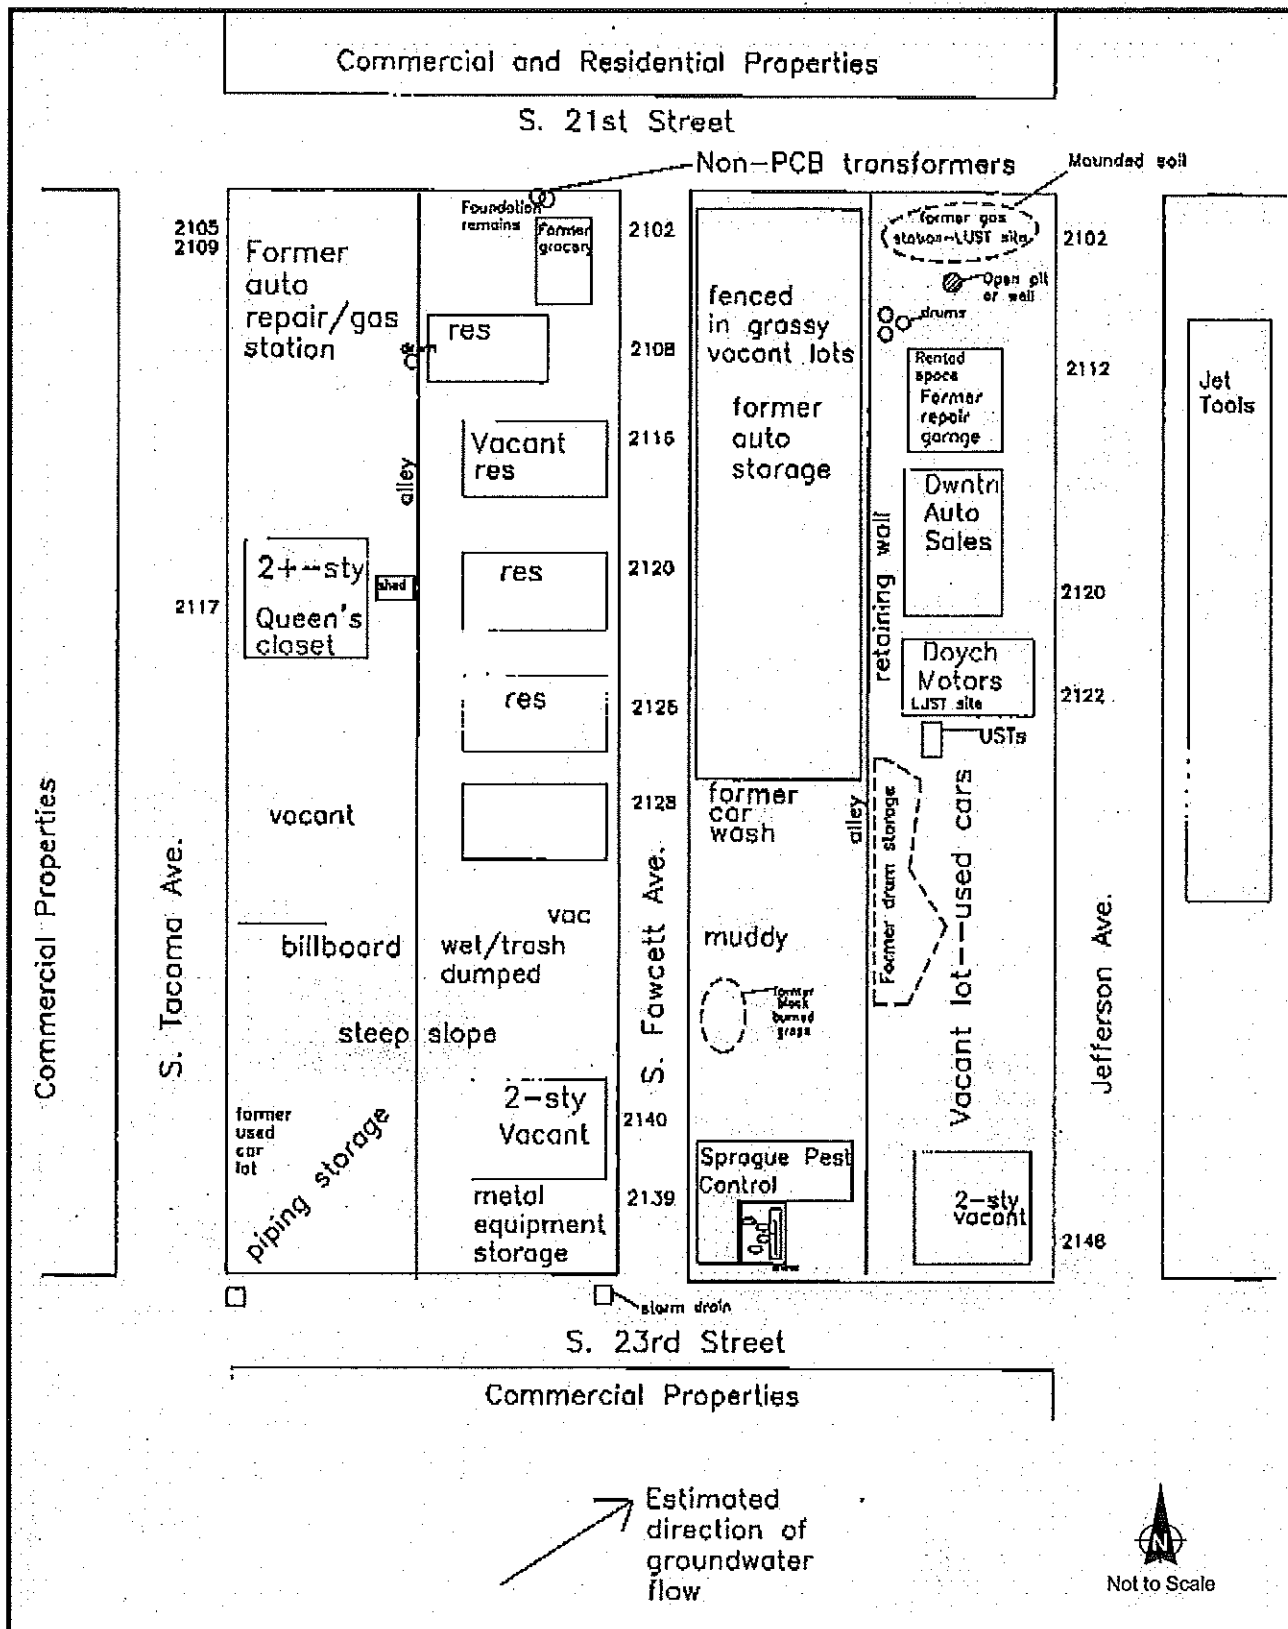 Commercial and Residential Properties
S. 21st Street
Non-PCB transformers
Mounded soil
2105
2109
Former
auto
repair/gas
station
Foundation
remains
Former
grocery
2102
res
2108
alley
Vacant
res
2116
2+-sty
Queen's
closet
shed
2117
res
2120
res
2125
2128
vacant
billboard
vac
wet/trash
dumped
steep slope
former
used
car
lot
piping storage
2-sty
Vacant
2140
metal
equipment
storage
2139
Commercial Properties
S. Tacoma Ave.
S. Fawcett Ave.
fenced
in grassy
vacant lots
former
auto
storage
former
car
wash
alley
muddy
former
black
burned
Sprague Pest
Control
former gas
station-LUST site
2102
Open pit
or well
drums
Rented
space
Former
repair
garage
2112
retaining wall
Dwntn
Auto
Sales
2120
Doych
Motors
LUST site
2122
USTs
Former drum storage
Vacant lot--used cars
2-sty
vacant
2148
Jefferson Ave.
Jet
Tools
storm drain
S. 23rd Street
Commercial Properties
Estimated
direction of
groundwater
flow
N
Not to Scale